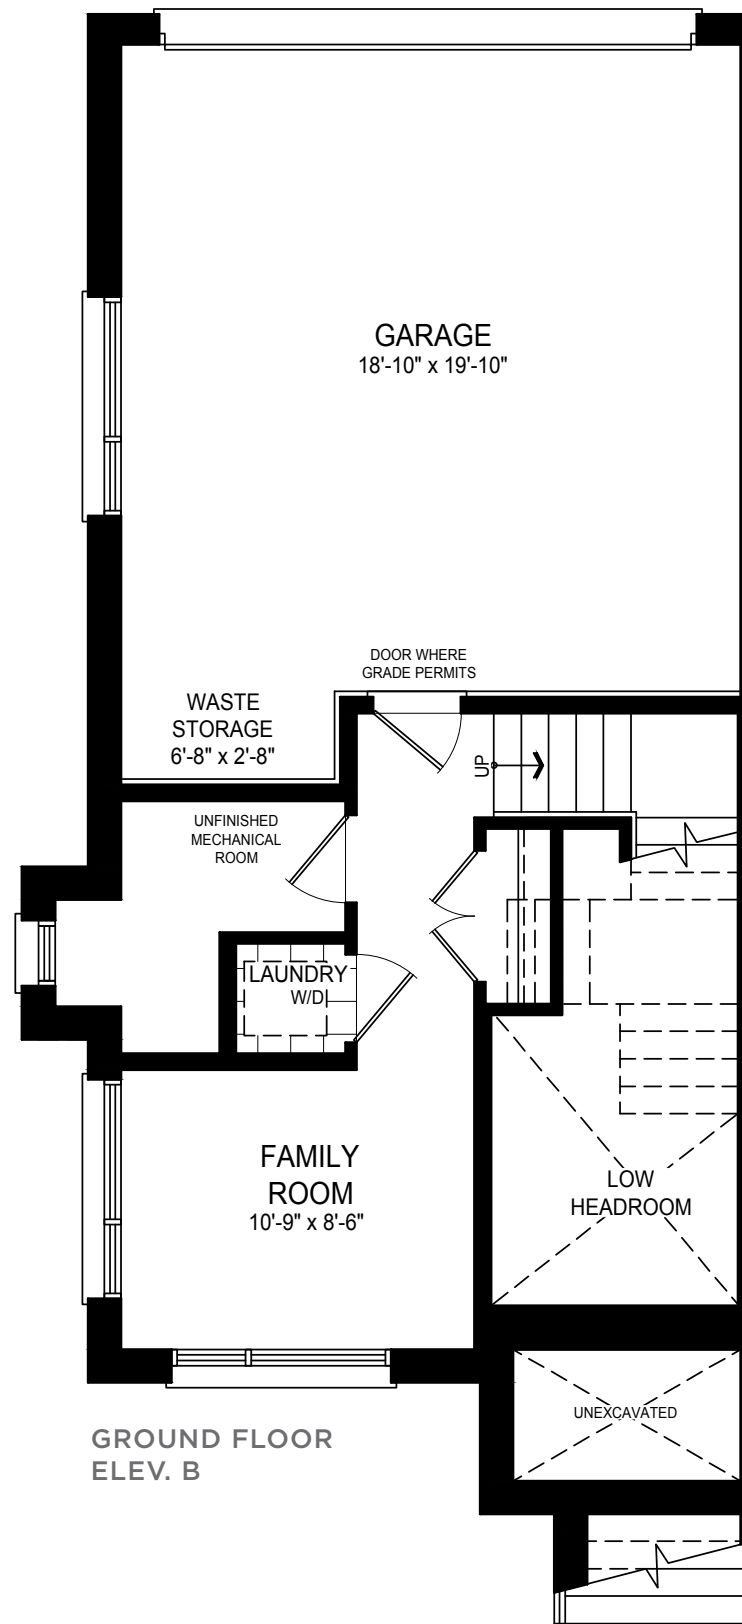 GARAGE
18'-10" x 19'-10"
DOOR WHERE
GRADE PERMITS
WASTE
STORAGE
6'-8" x 2'-8"
UP
UNFINISHED
MECHANICAL
ROOM
LAUNDRY
W/D
FAMILY
ROOM
10'-9" x 8'-6"
LOW
HEADROOM
UNEXCAVATED
GROUND FLOOR
ELEV. B